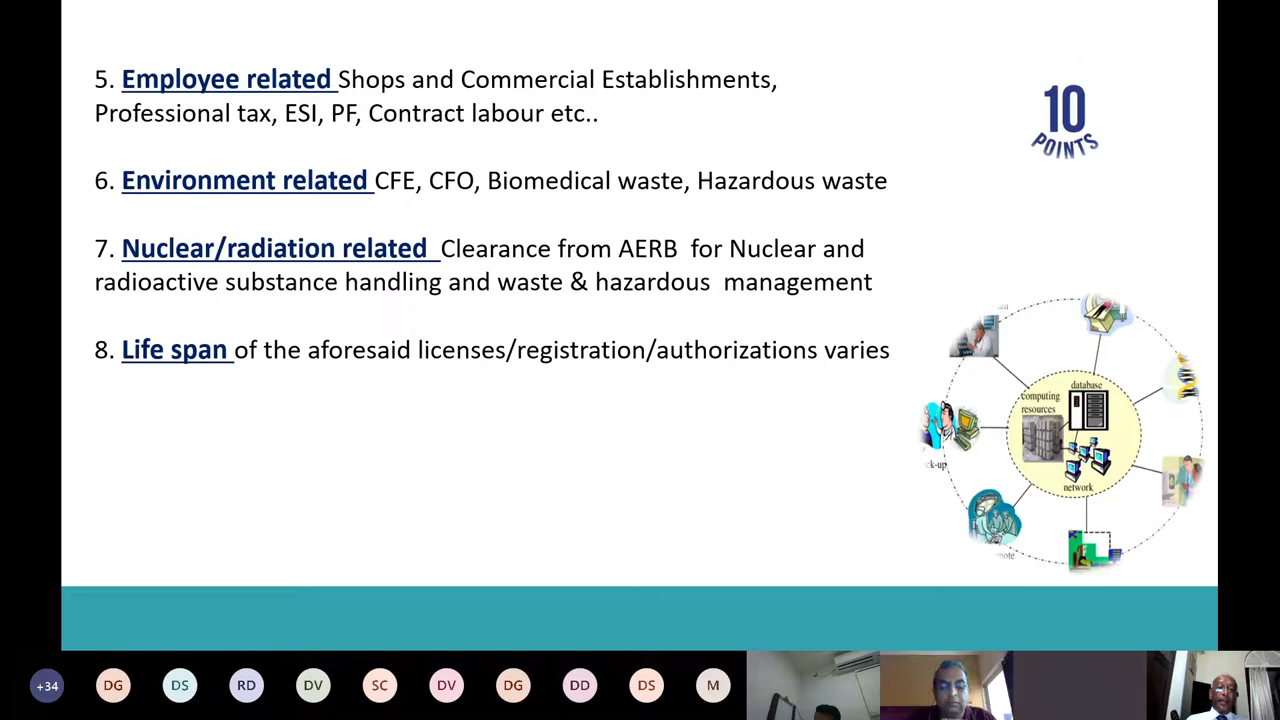 5. Employee related Shops and Commercial Establishments,
Professional tax, ESI, PF, Contract labour etc..
10
POINTS
6. Environment related CFE, CFO, Biomedical waste, Hazardous waste
7. Nuclear/radiation related Clearance from AERB for Nuclear and
radioactive substance handling and waste & hazardous management
8. Life span of the aforesaid licenses/registration/authorizations varies
database
computing
resources
network
+34
DG
DS
RD
DV
SC
DV
DG
DD
DS
M